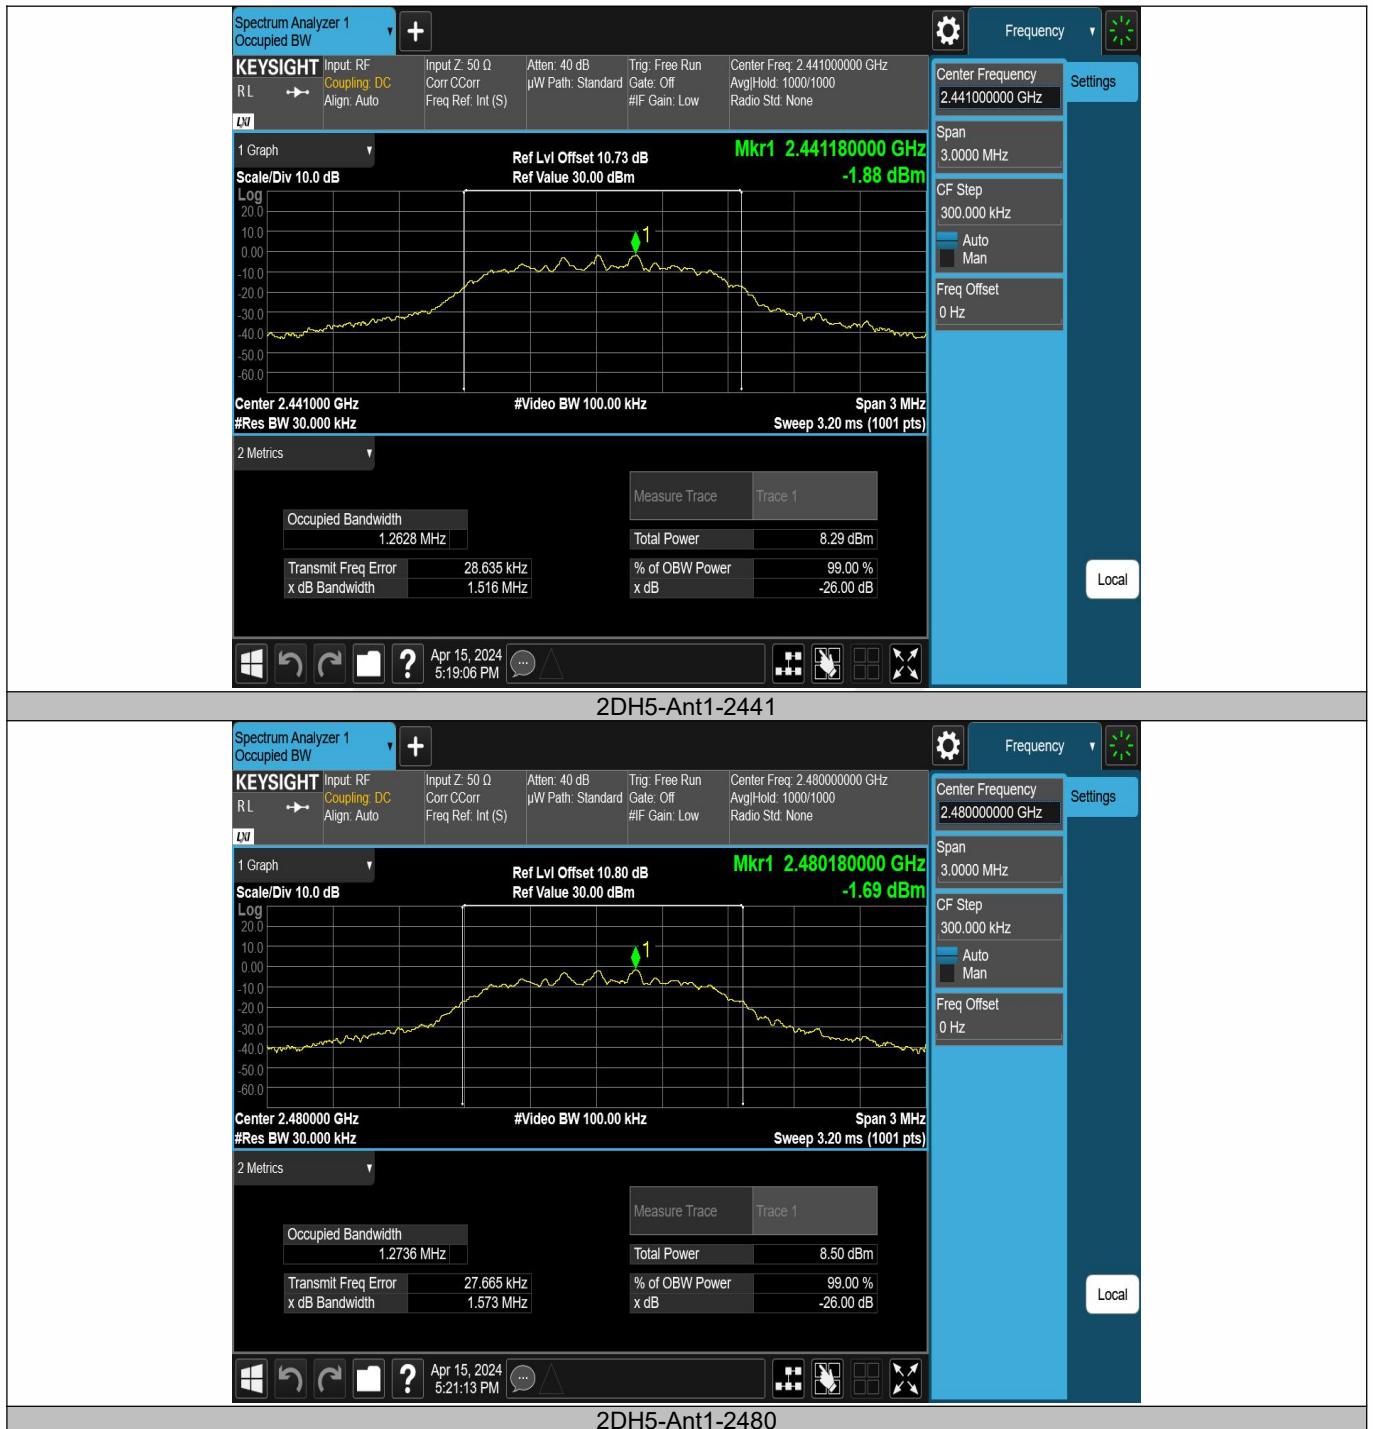 Spectrum Analyzer 1
Occupied BW
+
Frequency
KEYSIGHT
R L
LXI
Input: RF
Coupling: DC
Align: Auto
Input Z: 50 Ω
Corr CCorr
Freq Ref: Int (S)
Atten: 40 dB
µW Path: Standard
Trig: Free Run
Gate: Off
#IF Gain: Low
Center Freq: 2.441000000 GHz
Avg|Hold: 1000/1000
Radio Std: None
Center Frequency
2.441000000 GHz
Settings
Span
3.0000 MHz
CF Step
300.000 kHz
Auto
Man
Freq Offset
0 Hz
Local
1 Graph
Scale/Div 10.0 dB
Ref Lvl Offset 10.73 dB
Ref Value 30.00 dBm
Mkr1 2.441180000 GHz
-1.88 dBm
Log
20.0
10.0
0.00
-10.0
-20.0
-30.0
-40.0
-50.0
-60.0
1
Center 2.441000 GHz
#Video BW 100.00 kHz
Span 3 MHz
#Res BW 30.000 kHz
Sweep 3.20 ms (1001 pts)
2 Metrics
Measure Trace Trace 1
Occupied Bandwidth
1.2628 MHz
Total Power 8.29 dBm
Transmit Freq Error 28.635 kHz
% of OBW Power 99.00 %
x dB Bandwidth 1.516 MHz
x dB -26.00 dB
?
Apr 15, 2024
5:19:06 PM
2DH5-Ant1-2441
Spectrum Analyzer 1
Occupied BW
+
Frequency
KEYSIGHT
R L
LXI
Input: RF
Coupling: DC
Align: Auto
Input Z: 50 Ω
Corr CCorr
Freq Ref: Int (S)
Atten: 40 dB
µW Path: Standard
Trig: Free Run
Gate: Off
#IF Gain: Low
Center Freq: 2.480000000 GHz
Avg|Hold: 1000/1000
Radio Std: None
Center Frequency
2.480000000 GHz
Settings
Span
3.0000 MHz
CF Step
300.000 kHz
Auto
Man
Freq Offset
0 Hz
Local
1 Graph
Scale/Div 10.0 dB
Ref Lvl Offset 10.80 dB
Ref Value 30.00 dBm
Mkr1 2.480180000 GHz
-1.69 dBm
Log
20.0
10.0
0.00
-10.0
-20.0
-30.0
-40.0
-50.0
-60.0
1
Center 2.480000 GHz
#Video BW 100.00 kHz
Span 3 MHz
#Res BW 30.000 kHz
Sweep 3.20 ms (1001 pts)
2 Metrics
Measure Trace Trace 1
Occupied Bandwidth
1.2736 MHz
Total Power 8.50 dBm
Transmit Freq Error 27.665 kHz
% of OBW Power 99.00 %
x dB Bandwidth 1.573 MHz
x dB -26.00 dB
?
Apr 15, 2024
5:21:13 PM
2DH5-Ant1-2480